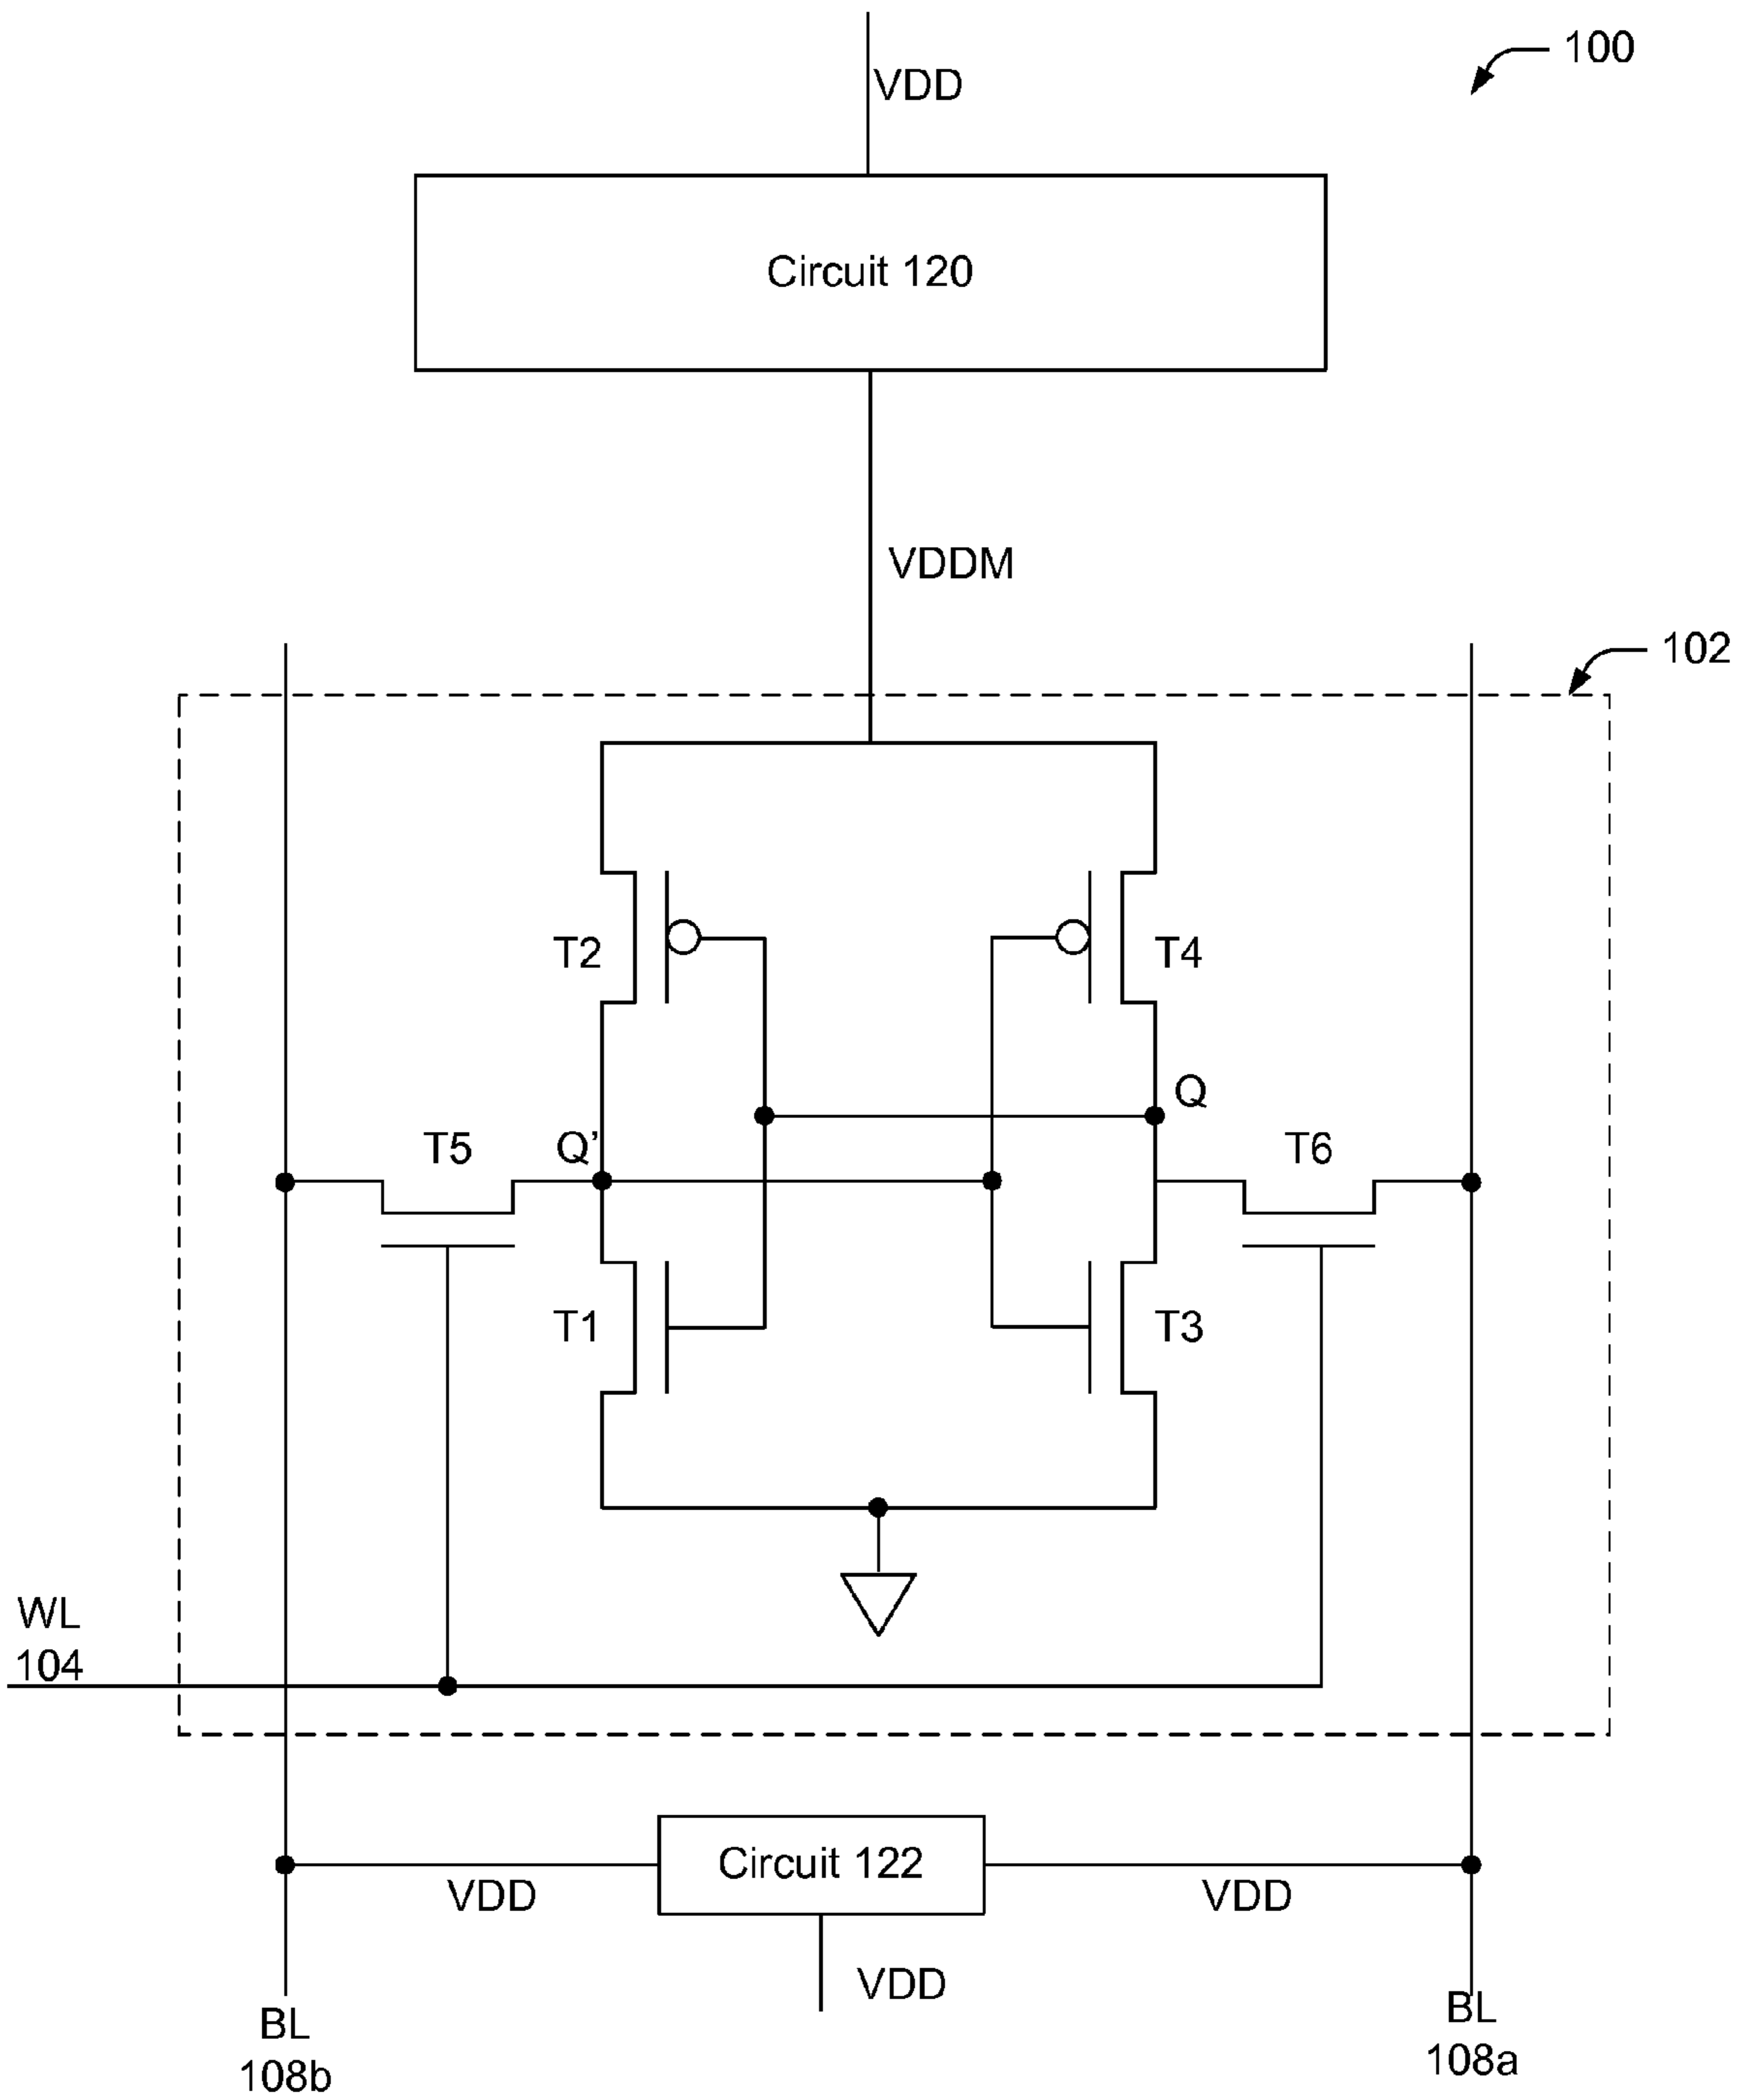 100
VDD
Circuit 120
VDDM
102
T2
T4
Q
T5
Q’
T6
T1
T3
WL
104
Circuit 122
VDD
VDD
VDD
BL
108b
BL
108a